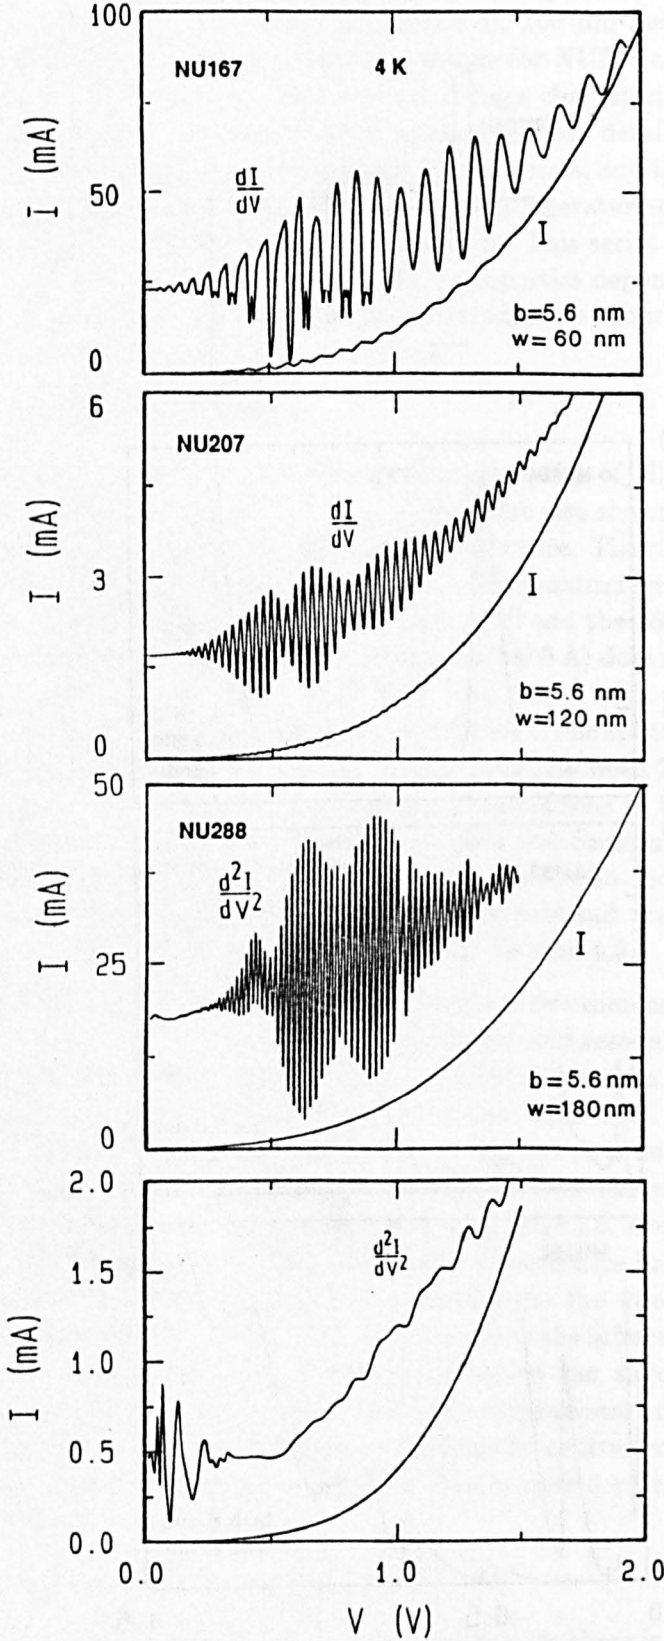 100
NU167 4 K
I (mA)
dI
dV
50
I
b=5.6 nm
w= 60 nm
0
6
NU207
dI
dV
I (mA)
3
I
b=5.6 nm
w=120 nm
0
50
NU288
d²I
dV²
I (mA)
25
I
b=5.6nm
w=180nm
0
2.0
d²I
dV²
1.5
I (mA)
1.0
0.5
0.0
0.0 1.0 2.0
V (V)